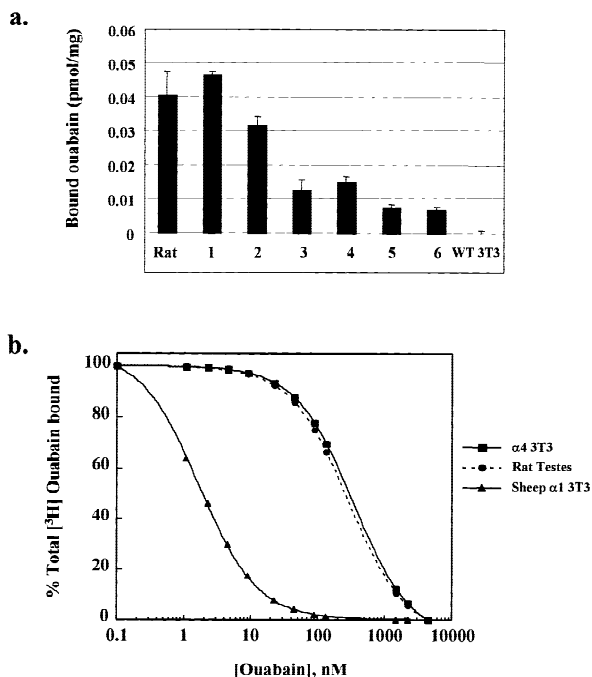 a.
Bound ouabain (pmol/mg)
0.06
0.05
0.04
0.03
0.02
0.01
0
Rat 1 2 3 4 5 6 WT 3T3
b.
% Total [³H] Ouabain bound
100
80
60
40
20
0
0.1 1 10 100 1000 10000
[Ouabain], nM
α4 3T3
Rat Testes
Sheep α1 3T3